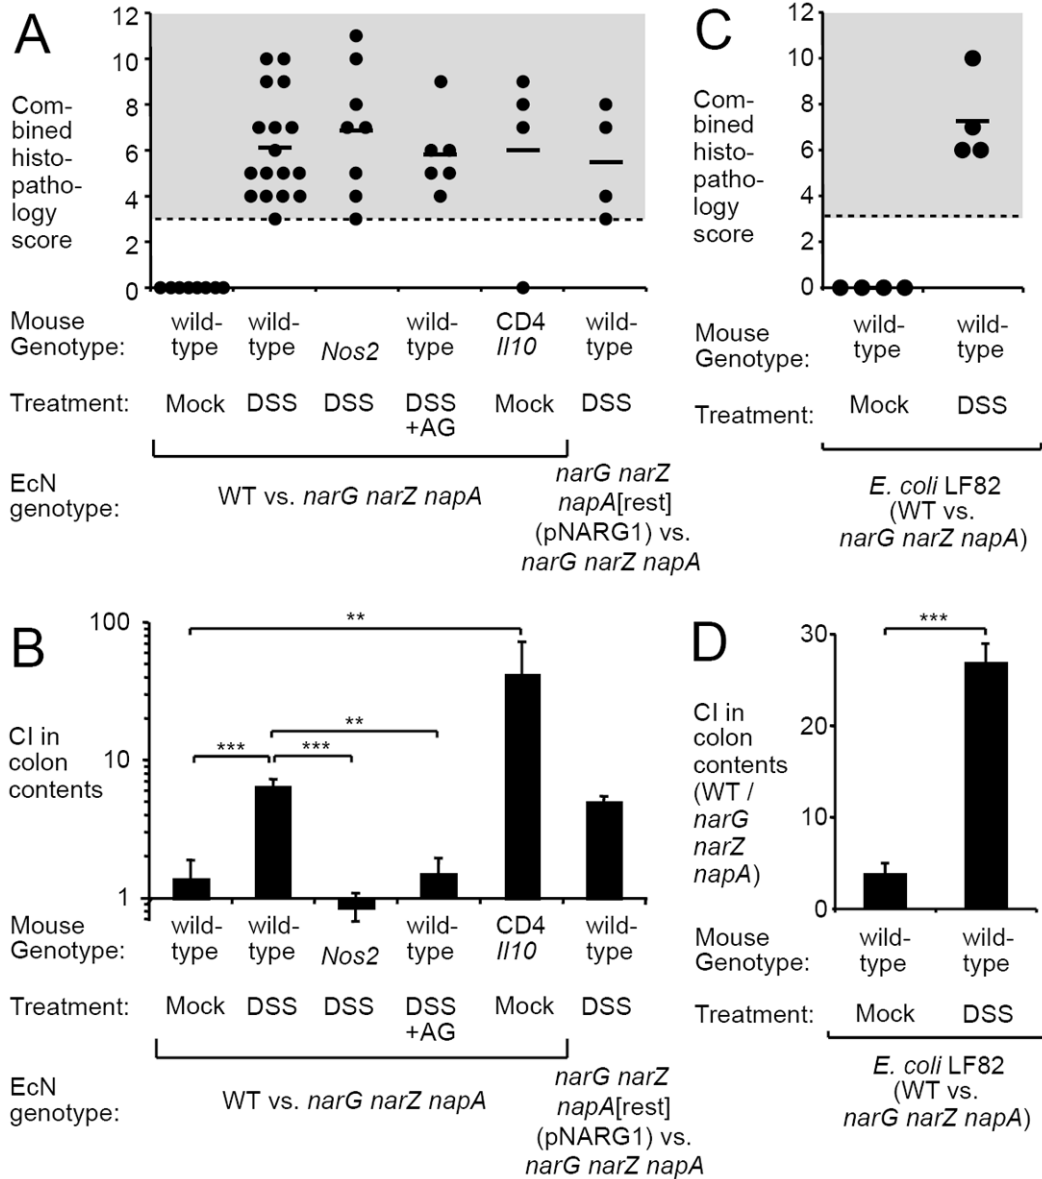 A
12
10
8
6
4
2
0
Com-
bined
histo-
patho-
logy
score
Mouse
Genotype:
wild-
type
wild-
type
Nos2
wild-
type
CD4
Il10
wild-
type
Treatment:
Mock
DSS
DSS
DSS
+AG
Mock
DSS
EcN
genotype:
WT vs. narG narZ napA
narG narZ
napA[rest]
(pNARG1) vs.
narG narZ napA
C
12
10
8
6
4
2
0
Com-
bined
histo-
patho-
logy
score
Mouse
Genotype:
wild-
type
wild-
type
Treatment:
Mock
DSS
E. coli LF82
(WT vs.
narG narZ napA)
B
100
10
1
CI in
colon
contents
**
***
***
**
Mouse
Genotype:
wild-
type
wild-
type
Nos2
wild-
type
CD4
Il10
wild-
type
Treatment:
Mock
DSS
DSS
DSS
+AG
Mock
DSS
EcN
genotype:
WT vs. narG narZ napA
narG narZ
napA[rest]
(pNARG1) vs.
narG narZ napA
D
30
20
10
0
CI in
colon
contents
(WT /
narG
narZ
napA)
***
Mouse
Genotype:
wild-
type
wild-
type
Treatment:
Mock
DSS
E. coli LF82
(WT vs.
narG narZ napA)